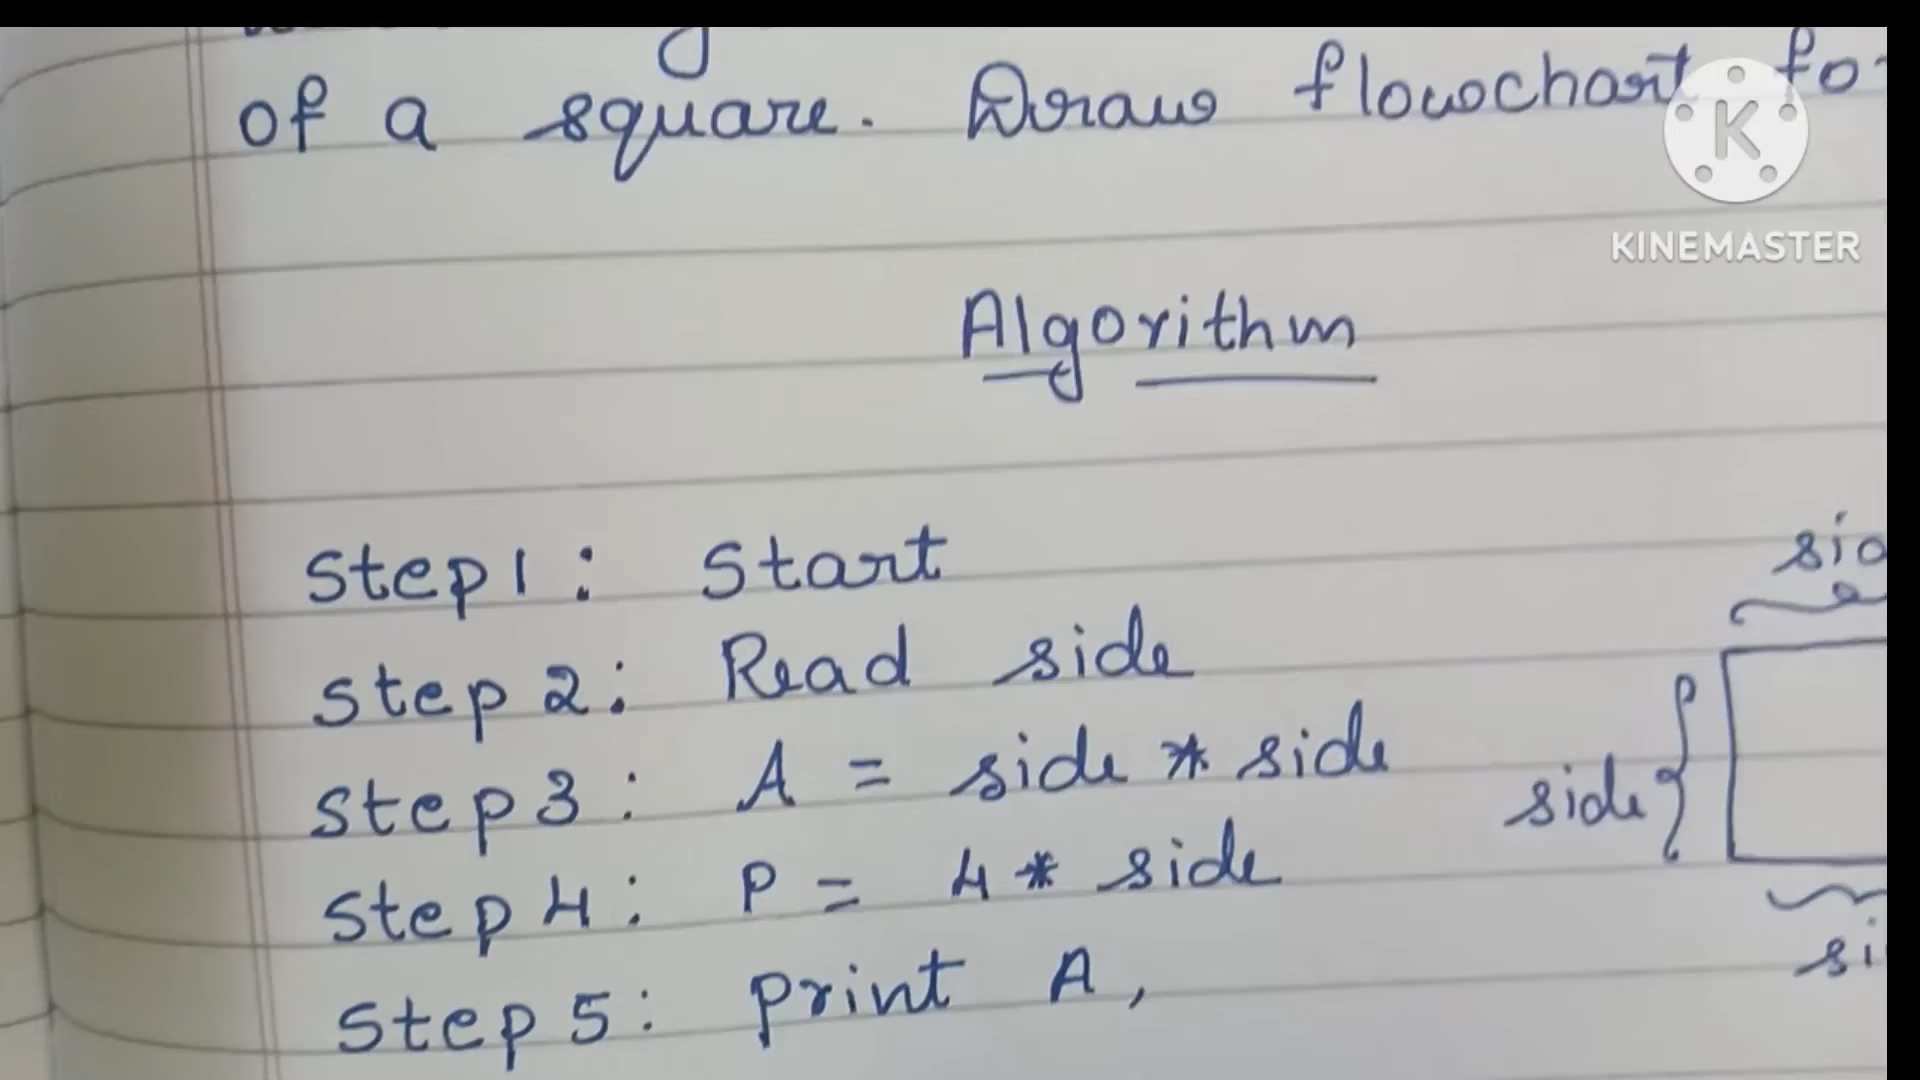 of a square. Draw flowchart fo
KINEMASTER
Algorithm
Step1: Start
Step 2: Read side
Step3: A = side * side
Step 4: P = 4 * side
Step 5: print A,
side